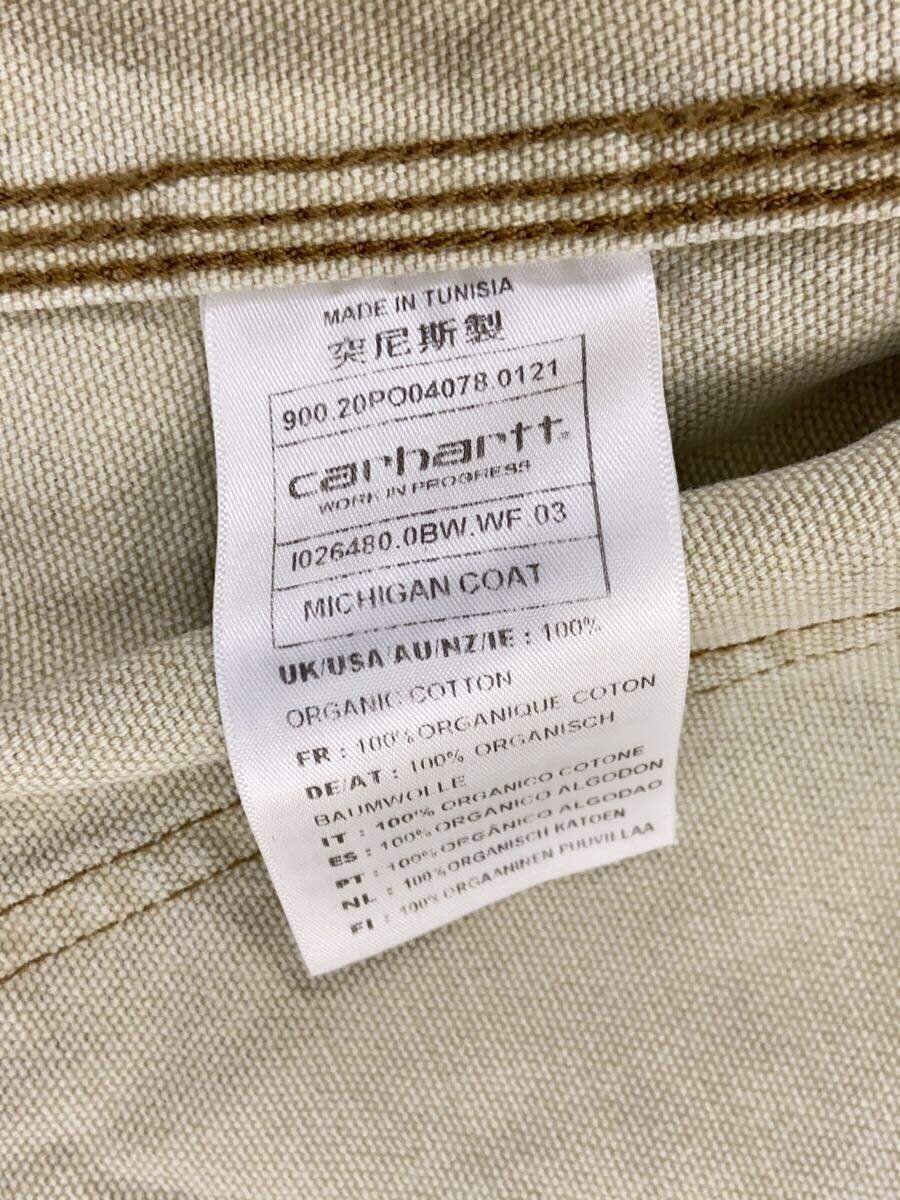 MADE IN TUNISIA
突尼斯製
900.20PO04078.0121
carhartt
WORK IN PROGRESS
I026480.0BW.WF.03
MICHIGAN COAT
UK/USA/AU/NZ/IE : 100%
ORGANIC COTTON
FR : 100% ORGANIQUE COTON
DE/AT : 100% ORGANISCH
BAUMWOLLE
IT : 100% ORGANICO COTONE
ES : 100% ORGÁNICO ALGODON
PT : 100% ORGÂNICO ALGODAO
NL : 100% ORGANISCH KATOEN
FI : 100% ORGAANINEN PUUVILLAA